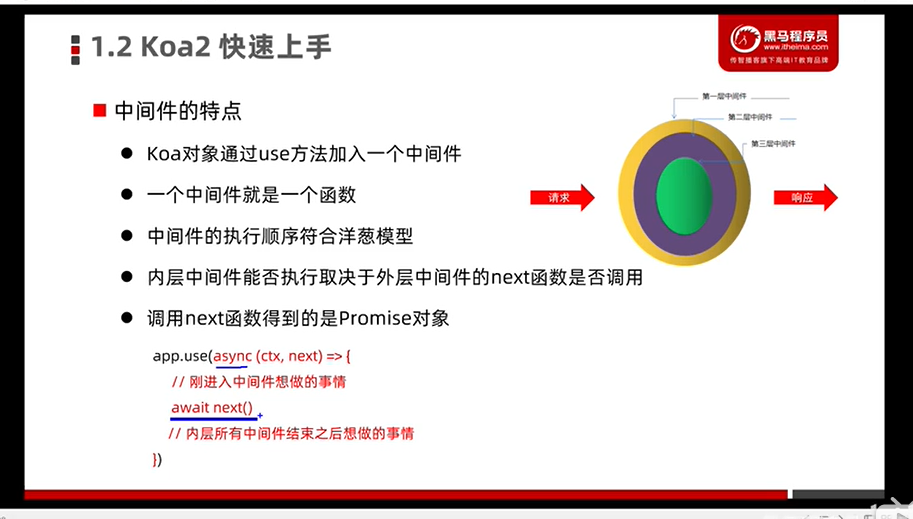 1.2 Koa2 快速上手
黑马程序员
www.itheima.com
传智播客旗下高端IT教育品牌
中间件的特点
Koa对象通过use方法加入一个中间件
一个中间件就是一个函数
中间件的执行顺序符合洋葱模型
内层中间件能否执行取决于外层中间件的next函数是否调用
调用next函数得到的是Promise对象
第一层中间件
第二层中间件
第三层中间件
请求
响应
app.use(async (ctx, next) => {
// 刚进入中间件想做的事情
await next()
// 内层所有中间件结束之后想做的事情
})